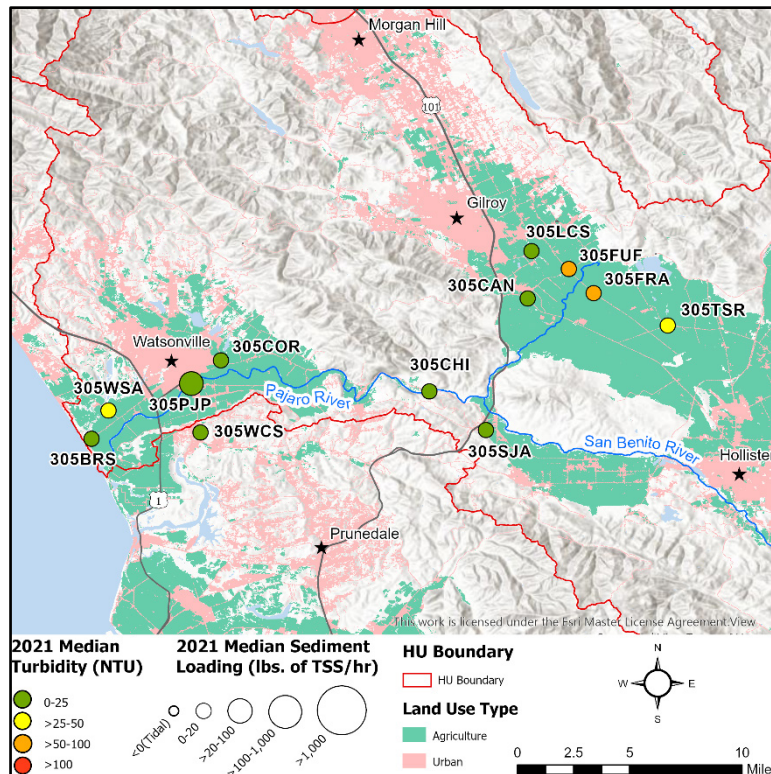 Morgan Hill
101
Gilroy
305LCS
305FUF
305CAN
305FRA
305TSR
Watsonville
305COR
305CHI
305WSA
305PJP
Pajaro River
305WCS
305BRS
305SJA
San Benito River
Hollister
1
Prunedale
This work is licensed under the Esri Master License Agreement.View
2021 Median
Turbidity (NTU)
0-25
>25-50
>50-100
>100
2021 Median Sediment
Loading (lbs. of TSS/hr)
<0(Tidal)
0-20
>20-100
>100-1,000
>1,000
HU Boundary
HU Boundary
Land Use Type
Agriculture
Urban
N
W
E
S
0
2.5
5
10
Mile